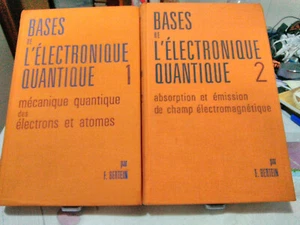 BASES
DE
L'ÉLECTRONIQUE
QUANTIQUE 1
mécanique quantique
des
électrons et atomes
par
F. BERTEIN
BASES
DE
L'ÉLECTRONIQUE
QUANTIQUE 2
absorption et émission
de champ électromagnétique
par
F. BERTEIN